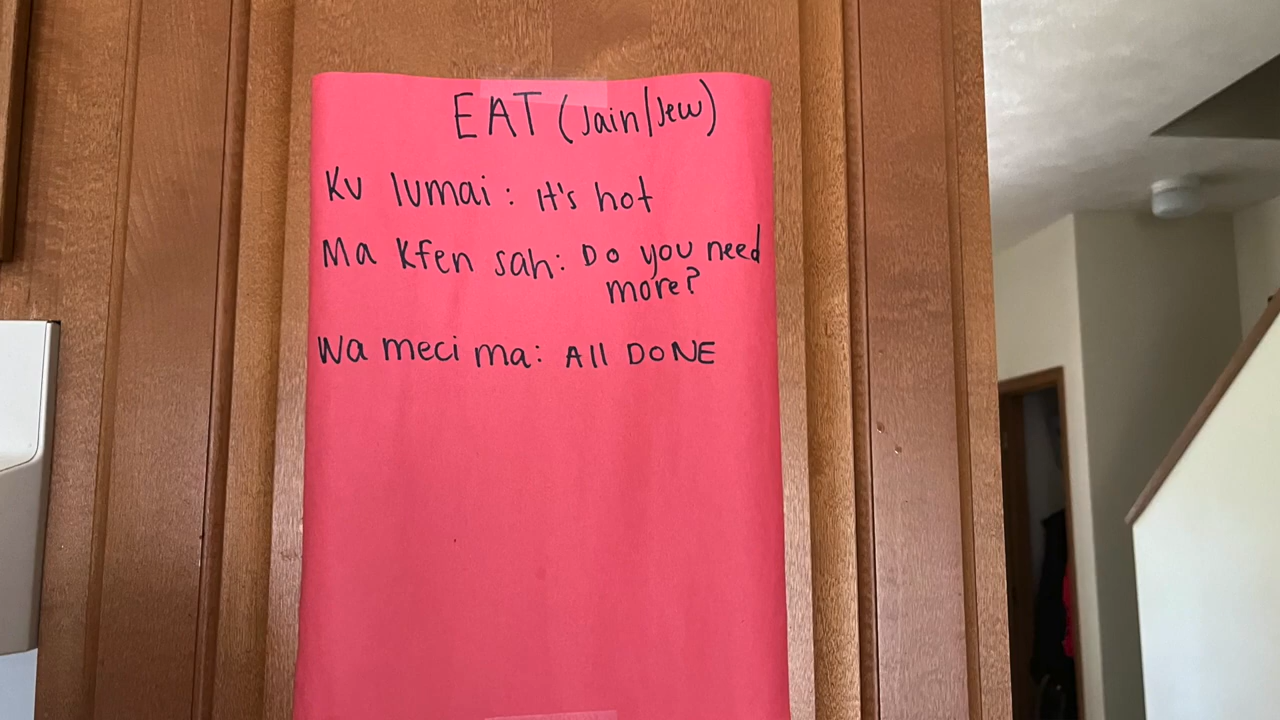 EAT (Jain/Jew)
Ku lumai: It's hot
Ma Kfen sah: Do you need
more?
Wa meci ma: All DONE